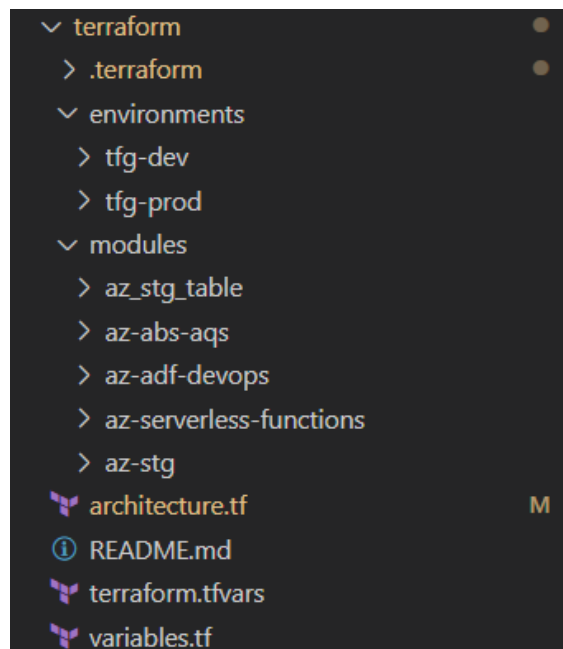 terraform
.terraform
environments
tfg-dev
tfg-prod
modules
az_stg_table
az-abs-aqs
az-adf-devops
az-serverless-functions
az-stg
architecture.tf M
README.md
terraform.tfvars
variables.tf